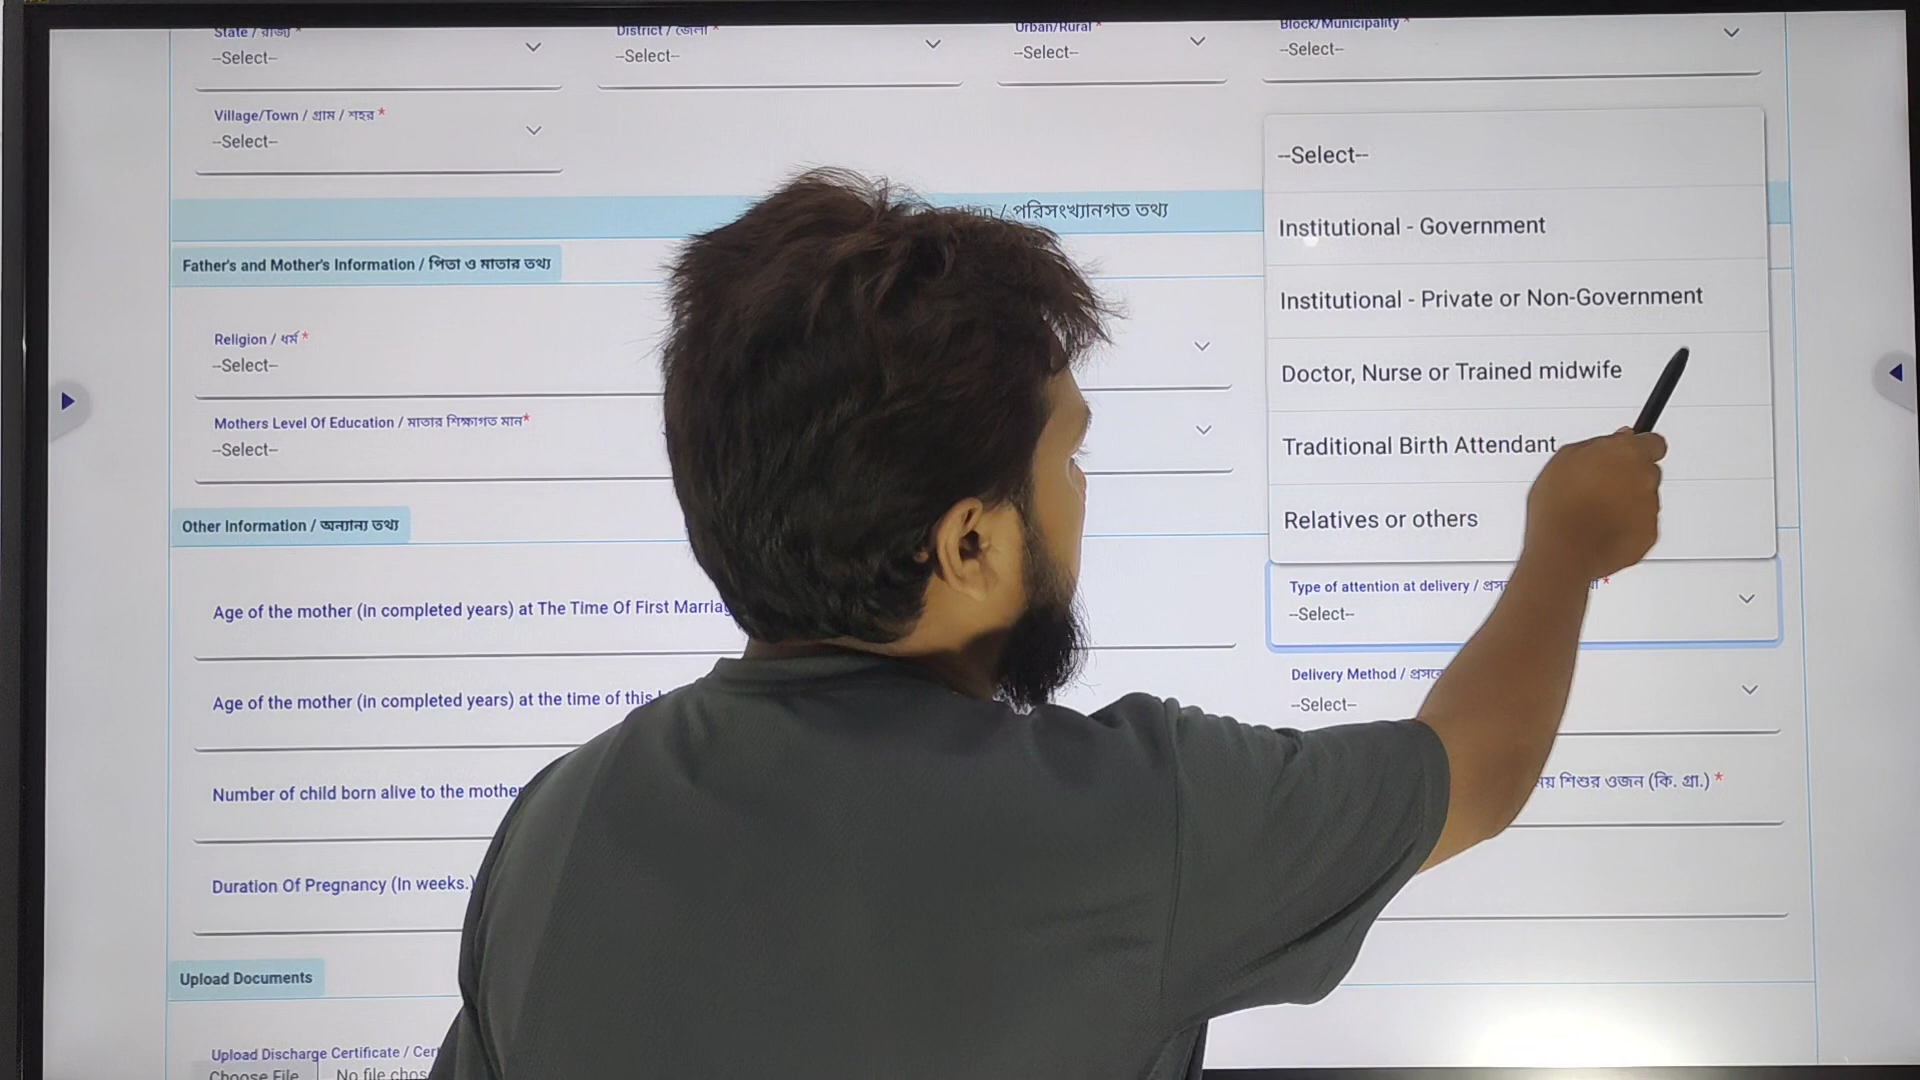 State / রাজ্য *
--Select--
District / জেলা *
--Select--
Urban/Rural *
--Select--
Block/Municipality *
--Select--
Village/Town / গ্রাম / শহর *
--Select--
/ পরিসংখ্যানগত তথ্য
Father's and Mother's Information / পিতা ও মাতার তথ্য
Religion / ধর্ম *
--Select--
Mothers Level Of Education / মাতার শিক্ষাগত মান*
--Select--
Other Information / অন্যান্য তথ্য
Age of the mother (in completed years) at The Time Of First
Age of the mother (in completed years) at the time of this
Number of child born alive to the mother
Duration Of Pregnancy (In weeks.)
--Select--
Institutional - Government
Institutional - Private or Non-Government
Doctor, Nurse or Trained midwife
Traditional Birth Attendant
Relatives or others
Type of attention at delivery /
*
--Select--
Delivery Method /
--Select--
শিশুর ওজন (কি. গ্রা.) *
Upload Documents
Upload Discharge Certificate /
Choose File
No file